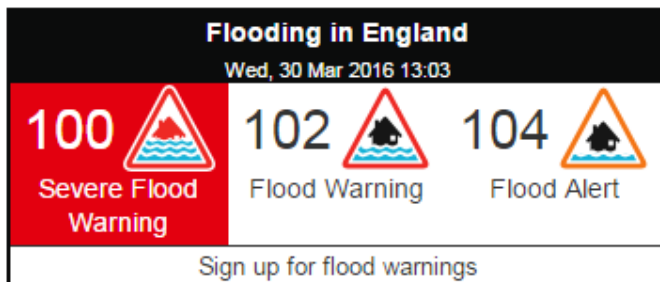 Flooding in England
Wed, 30 Mar 2016 13:03
100
Severe Flood
Warning
102
Flood Warning
104
Flood Alert
Sign up for flood warnings